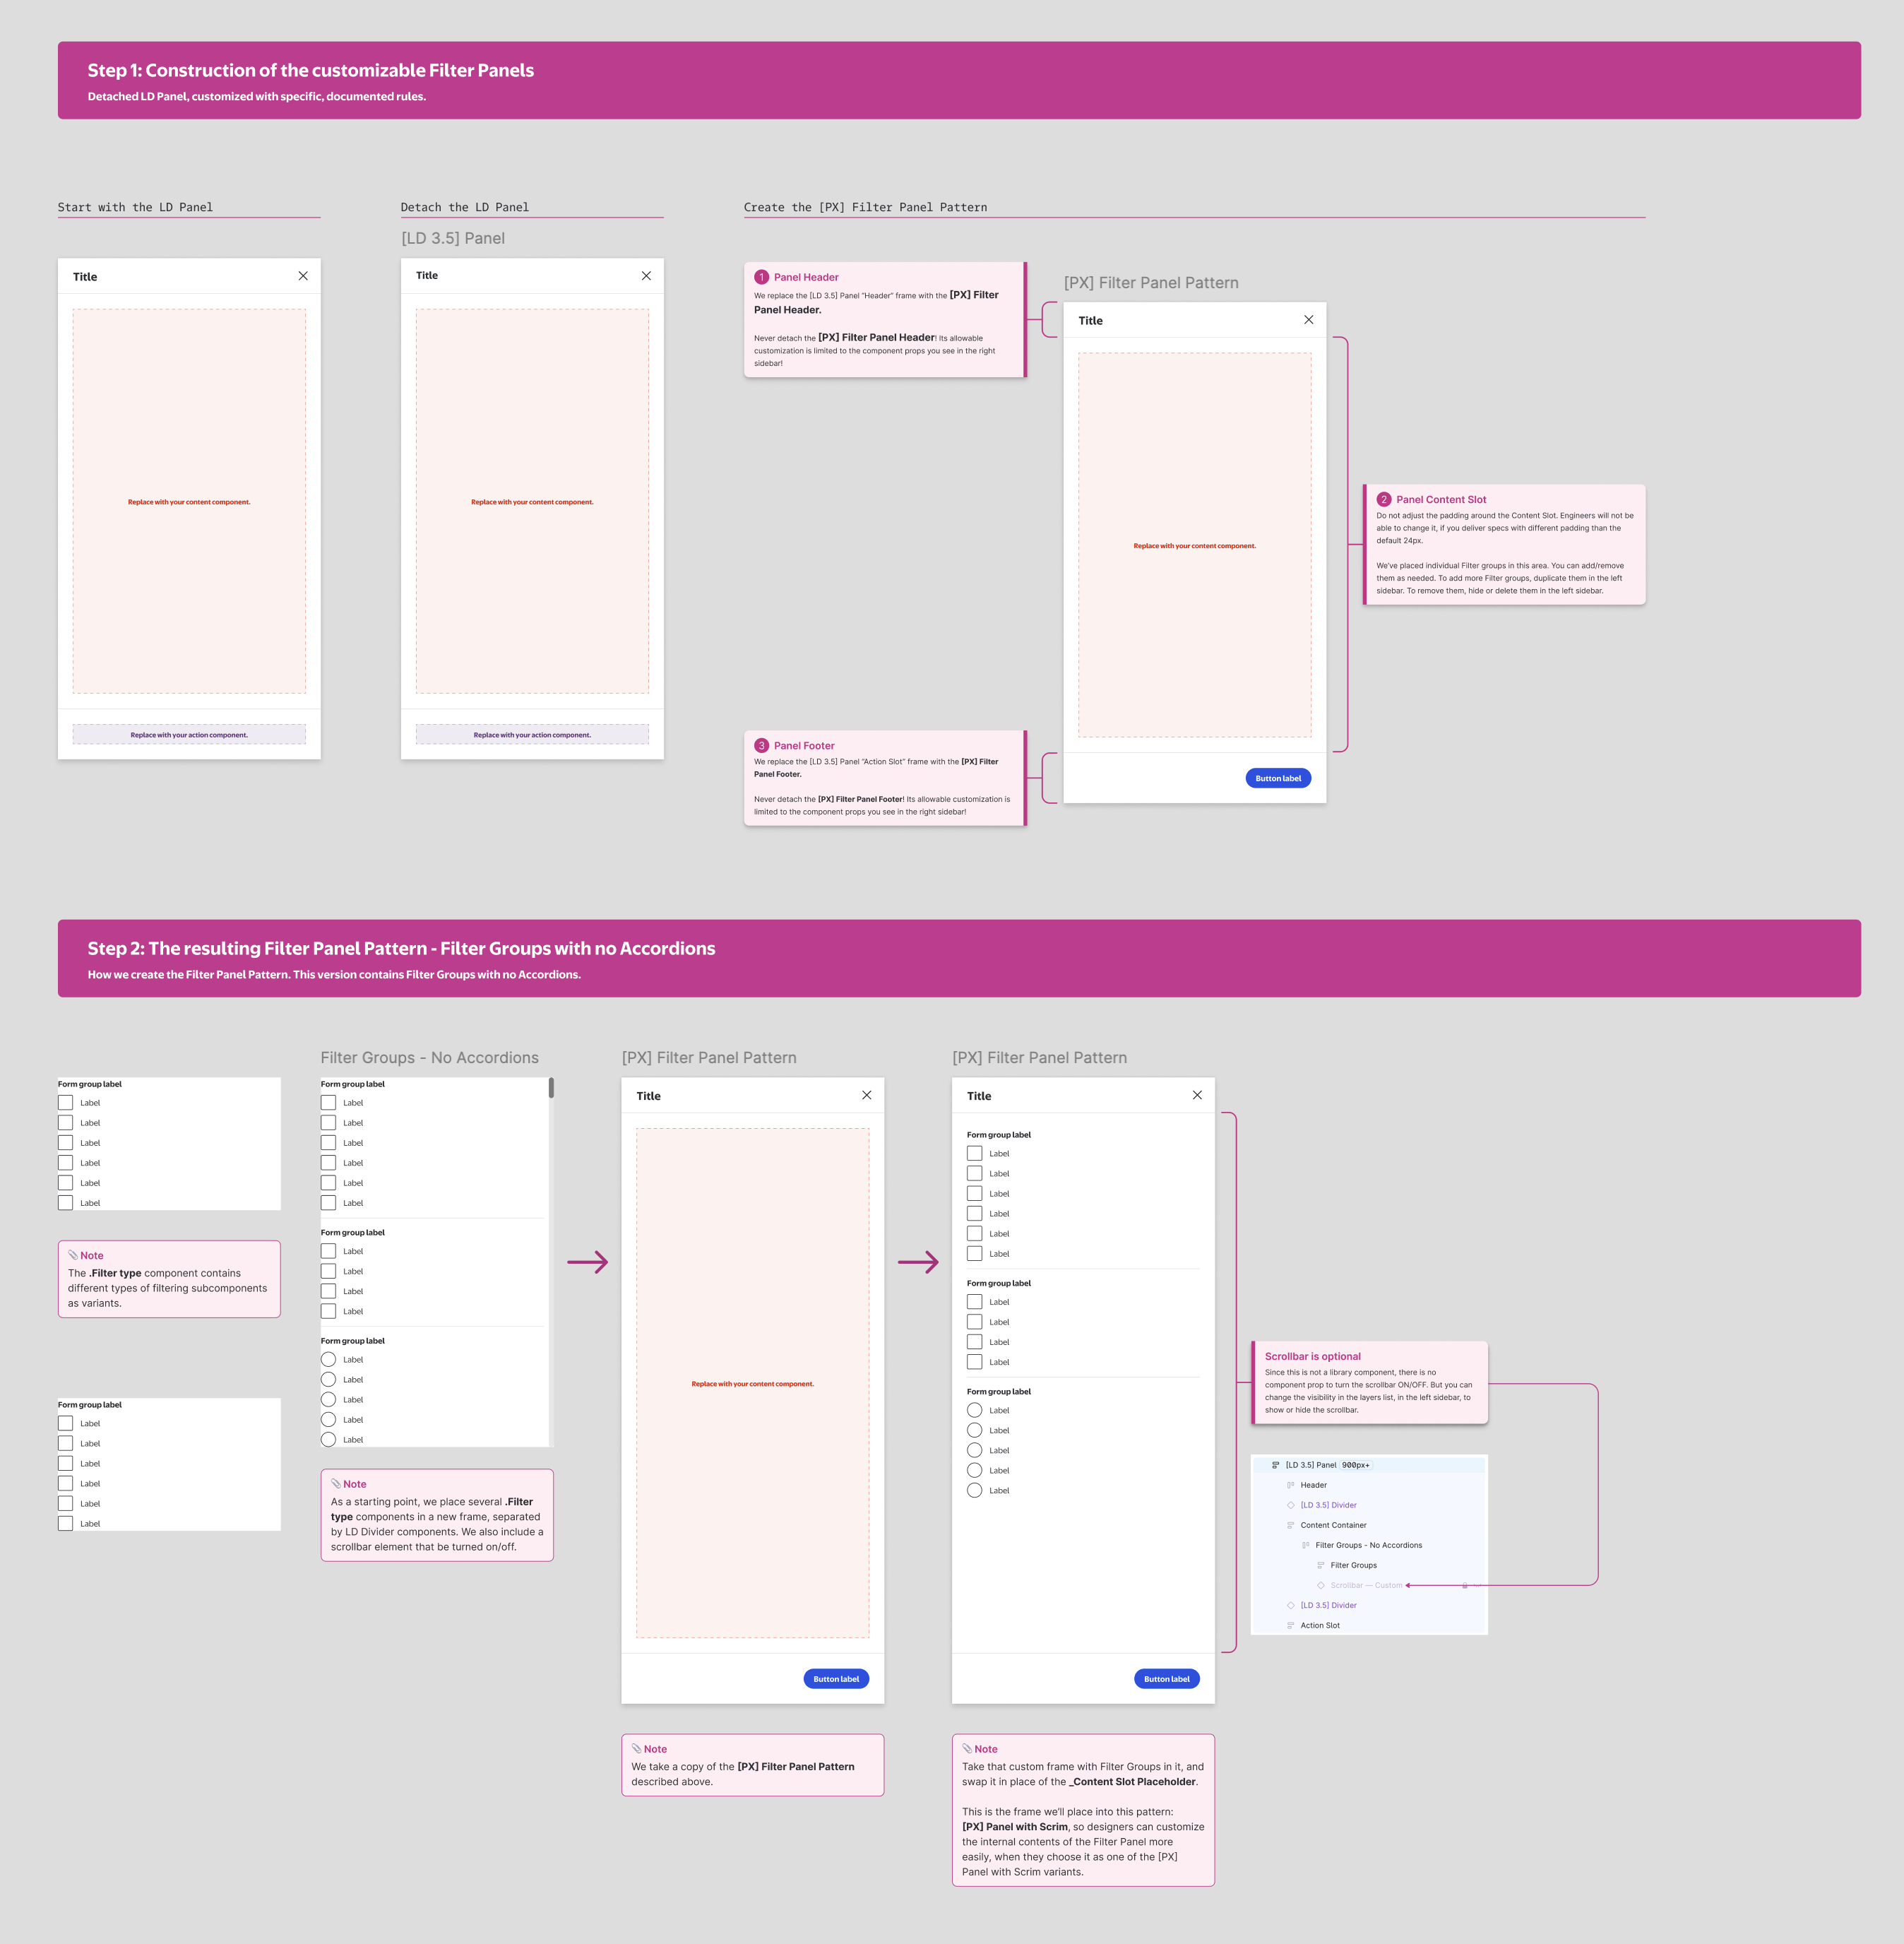 Step 1: Construction of the customizable Filter Panels
Detached LD Panel, customized with specific, documented rules.
Start with the LD Panel
Title
Replace with your content component.
Replace with your action component.
Detach the LD Panel
[LD 3.5] Panel
Title
Replace with your content component.
Replace with your action component.
Create the [PX] Filter Panel Pattern
1 Panel Header
We replace the [LD 3.5] Panel "Header" frame with the [PX] Filter
Panel Header.
Never detach the [PX] Filter Panel Header! Its allowable
customization is limited to the component props you see in the right
sidebar!
[PX] Filter Panel Pattern
Title
Replace with your content component.
Button label
2 Panel Content Slot
Do not adjust the padding around the Content Slot. Engineers will not be
able to change it, if you deliver specs with different padding than the
default 24px.
We've placed individual Filter groups in this area. You can add/remove
them as needed. To add more Filter groups, duplicate them in the left
sidebar. To remove them, hide or delete them in the left sidebar.
3 Panel Footer
We replace the [LD 3.5] Panel "Action Slot" frame with the [PX] Filter
Panel Footer.
Never detach the [PX] Filter Panel Footer! Its allowable customization is
limited to the component props you see in the right sidebar!
Step 2: The resulting Filter Panel Pattern - Filter Groups with no Accordions
How we create the Filter Panel Pattern. This version contains Filter Groups with no Accordions.
Form group label
Label
Label
Label
Label
Label
Label
Note
The .Filter type component contains
different types of filtering subcomponents
as variants.
Form group label
Label
Label
Label
Label
Label
Label
Filter Groups - No Accordions
Form group label
Label
Label
Label
Label
Label
Label
Form group label
Label
Label
Label
Label
Form group label
Label
Label
Label
Label
Label
Note
As a starting point, we place several .Filter
type components in a new frame, separated
by LD Divider components. We also include a
scrollbar element that be turned on/off.
[PX] Filter Panel Pattern
Title
Replace with your content component.
Button label
Note
We take a copy of the [PX] Filter Panel Pattern
described above.
[PX] Filter Panel Pattern
Title
Form group label
Label
Label
Label
Label
Label
Label
Form group label
Label
Label
Label
Label
Form group label
Label
Label
Label
Label
Label
Button label
Note
Take that custom frame with Filter Groups in it, and
swap it in place of the _Content Slot Placeholder.
This is the frame we'll place into this pattern:
[PX] Panel with Scrim, so designers can customize
the internal contents of the Filter Panel more
easily, when they choose it as one of the [PX]
Panel with Scrim variants.
Scrollbar is optional
Since this is not a library component, there is no
component prop to turn the scrollbar ON/OFF. But you can
change the visibility in the layers list, in the left sidebar, to
show or hide the scrollbar.
[LD 3.5] Panel 900px+
Header
[LD 3.5] Divider
Content Container
Filter Groups - No Accordions
Filter Groups
Scrollbar — Custom
[LD 3.5] Divider
Action Slot